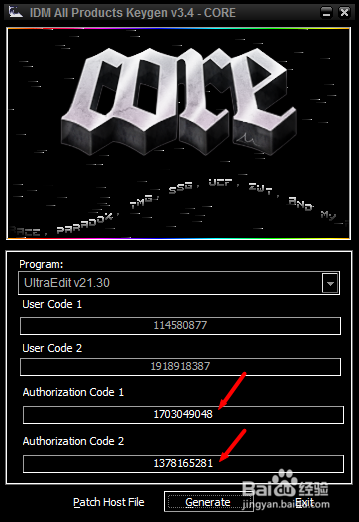 IDM All Products Keygen v3.4 - CORE
CORE
PARADOX, TMG, SSG, UCF, ZWT, AND MY
Program:
UltraEdit v21.30
User Code 1
114580877
User Code 2
1918918387
Authorization Code 1
1703049048
Authorization Code 2
1378165281
Patch Host File
Generate
Exit
Baidu 经验
jingyan.baidu.com